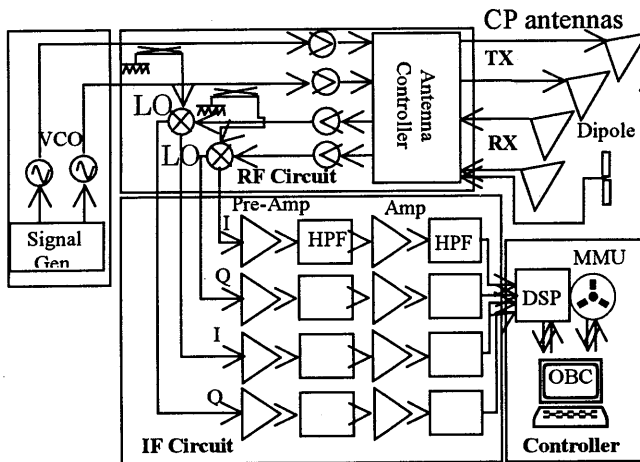 CP antennas
TX
Antenna
Controller
LO
VCO
LO
RX
Dipole
RF Circuit
Pre-Amp
Amp
I
HPF
HPF
Signal
Gen
MMU
Q
DSP
I
OBC
Q
IF Circuit
Controller